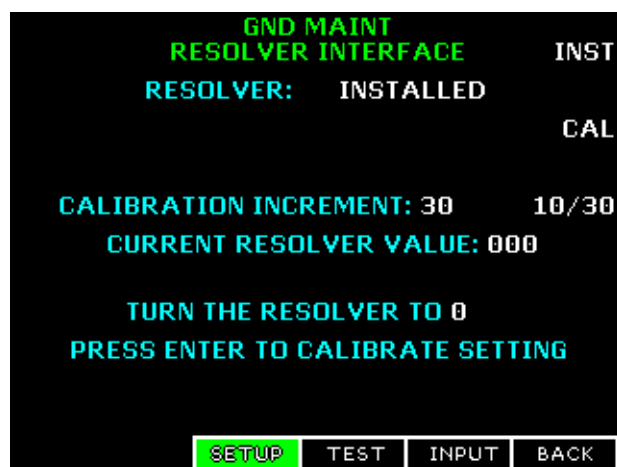 GND MAINT
RESOLVER INTERFACE INST
RESOLVER: INSTALLED
CAL
CALIBRATION INCREMENT: 30 10/30
CURRENT RESOLVER VALUE: 000
TURN THE RESOLVER TO 0
PRESS ENTER TO CALIBRATE SETTING
SETUP TEST INPUT BACK